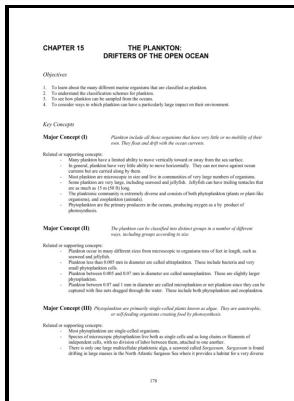 CHAPTER 15 THE PLANKTON:
DRIFTERS OF THE OPEN OCEAN
Objectives
1. To learn about the many different marine organisms that are classified as plankton.
2. To understand the classification schemes for plankton.
3. To see how plankton can be sampled from the oceans.
4. To consider ways in which plankton can have a particularly large impact on their environment.
Key Concepts
Major Concept (I) Plankton include all those organisms that have very little or no mobility of their
own. They float and drift with the ocean currents.
Related or supporting concepts:
- Many plankton have a limited ability to move vertically toward or away from the sea surface.
- In general, plankton have very little ability to move horizontally. They can not move against ocean
currents but are carried along by them.
- Most plankton are microscopic in size and live in communities of very large numbers of organisms.
- Some plankton are very large, including seaweed and jellyfish. Jellyfish can have trailing tentacles that
are as much as 15 m (50 ft) long.
- The planktonic community is extremely diverse and consists of both phytoplankton (plants or plant-like
organisms), and zooplankton (animals).
- Phytoplankton are the primary producers in the oceans, producing oxygen as a by product of
photosynthesis.
Major Concept (II) The plankton can be classified into distinct groups in a number of different
ways, including groups according to size.
Related or supporting concepts:
- Plankton occur in many different sizes from microscopic to organisms tens of feet in length, such as
seaweed and jellyfish.
- Plankton less than 0.005 mm in diameter are called ultraplankton. These include bacteria and very
small phytoplankton cells.
- Plankton between 0.005 and 0.07 mm in diameter are called nannoplankton. These are slightly larger
phytoplankton.
- Plankton between 0.07 and 1 mm in diameter are called microplankton or net plankton since they can be
captured with fine nets dragged through the water. These include both phytoplankton and zooplankton.
Major Concept (III) Phytoplankton are primarily single-celled plants known as algae. They are autotrophic,
or self-feeding organisms creating food by photosynthesis.
Related or supporting concepts:
- Most phytoplankton are single-celled organisms.
- Species of microscopic phytoplankton live both as single cells and as long chains or filaments of
independent cells, with no division of labor between them, attached to one another.
- There is only one large multicellular planktonic alga, a seaweed called Sargassum. Sargassum is found
drifting in large masses in the North Atlantic Sargasso Sea where it provides a habitat for a very diverse
178